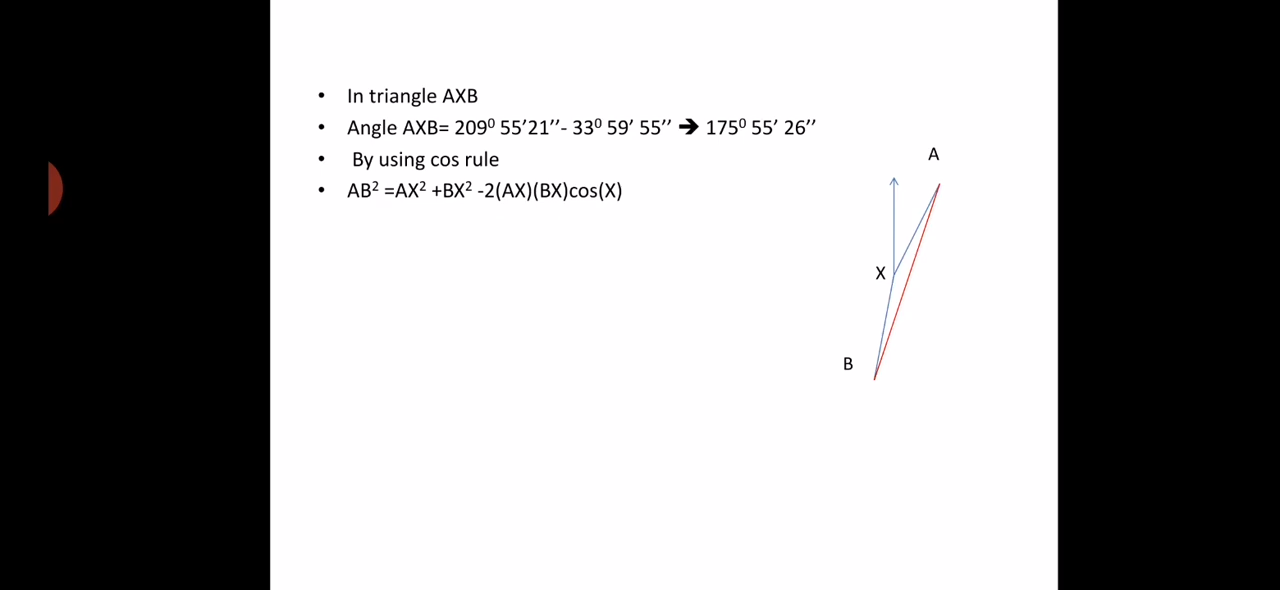 • In triangle AXB
• Angle AXB= 209⁰ 55’21’’- 33⁰ 59’ 55’’ ➔ 175⁰ 55’ 26’’
• By using cos rule
• AB² =AX² +BX² -2(AX)(BX)cos(X)
A
X
B